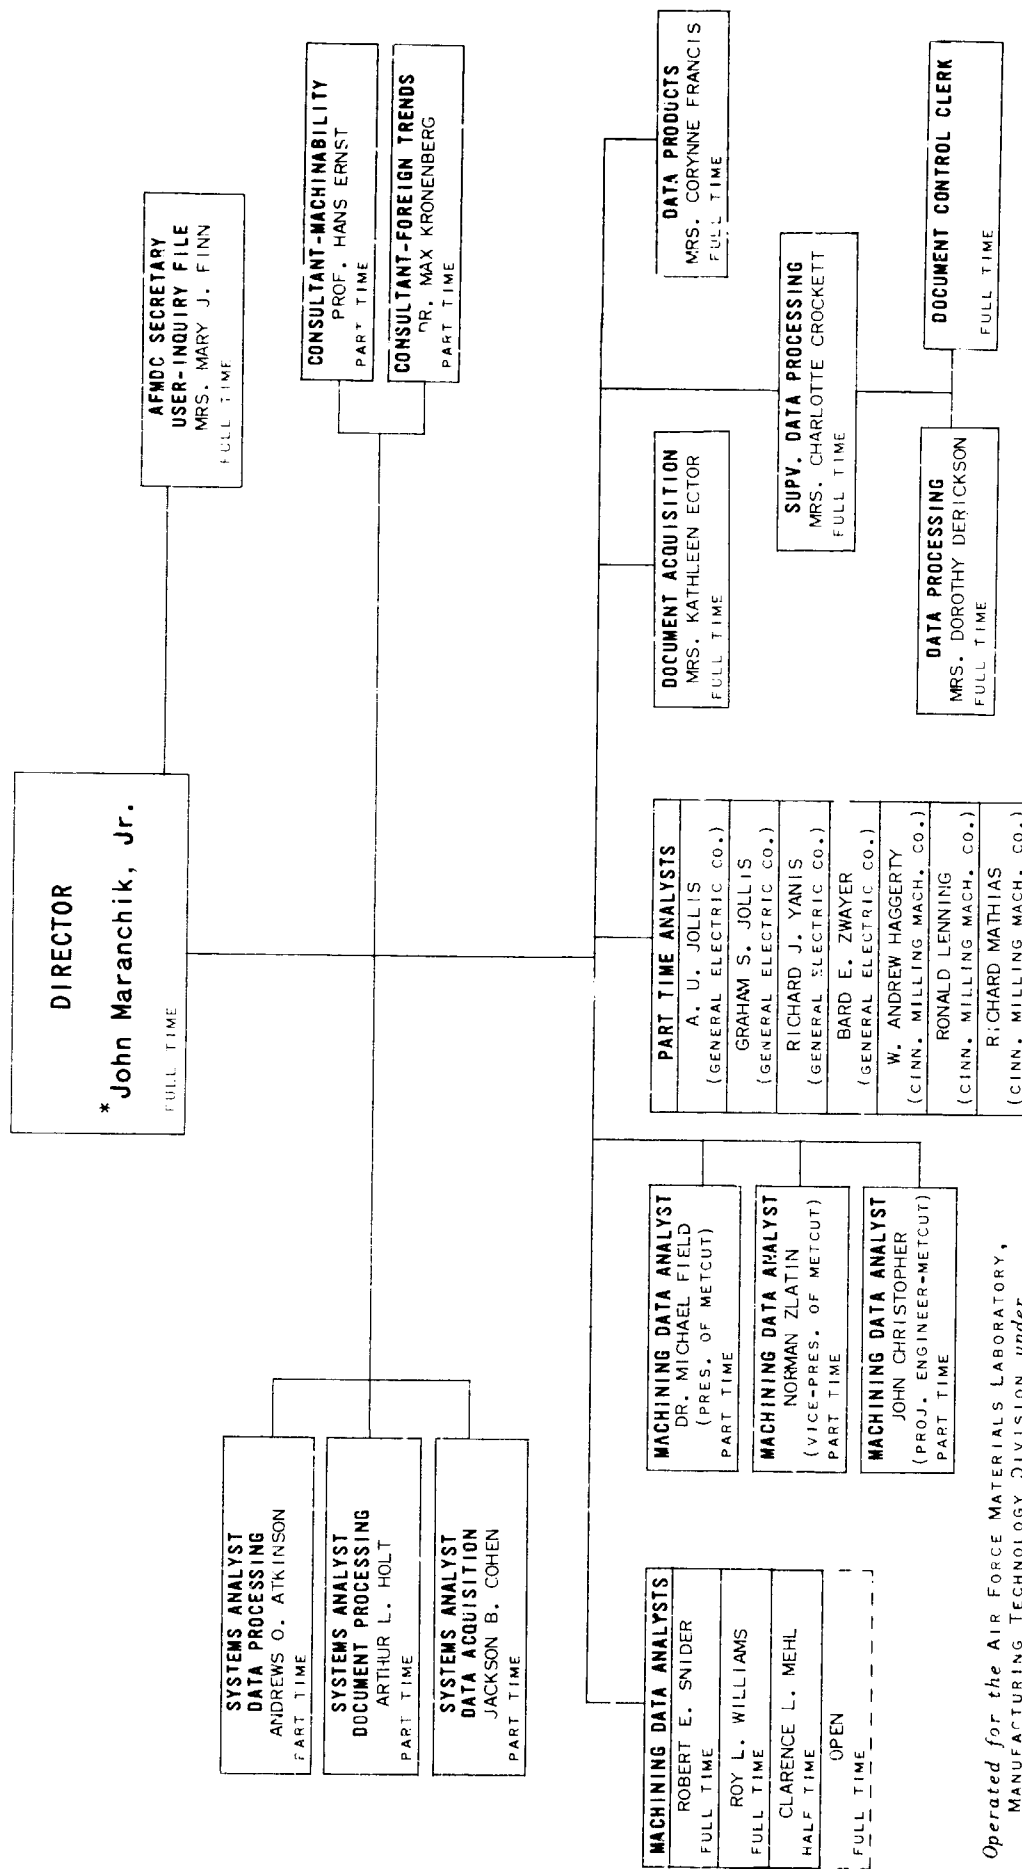 DIRECTOR
* John Maranchik, Jr.
FULL TIME
AFMDC SECRETARY
USER-INQUIRY FILE
MRS. MARY J. FINN
FULL TIME
SYSTEMS ANALYST
DATA PROCESSING
ANDREWS O. ATKINSON
PART TIME
SYSTEMS ANALYST
DOCUMENT PROCESSING
ARTHUR L. HOLT
PART TIME
SYSTEMS ANALYST
DATA ACQUISITION
JACKSON B. COHEN
PART TIME
CONSULTANT-MACHINABILITY
PROF. HANS ERNST
PART TIME
CONSULTANT-FOREIGN TRENDS
DR. MAX KRONENBERG
PART TIME
MACHINING DATA ANALYSTS
ROBERT E. SNIDER
FULL TIME
ROY L. WILLIAMS
FULL TIME
CLARENCE L. MEHL
HALF TIME
OPEN
FULL TIME
MACHINING DATA ANALYST
DR. MICHAEL FIELD
(PRES. OF METCUT)
PART TIME
MACHINING DATA ANALYST
NORMAN ZLATIN
(VICE-PRES. OF METCUT)
PART TIME
MACHINING DATA ANALYST
JOHN CHRISTOPHER
(PROJ. ENGINEER-METCUT)
PART TIME
PART TIME ANALYSTS
A. U. JOLLIS
(GENERAL ELECTRIC CO.)
GRAHAM S. JOLLIS
(GENERAL ELECTRIC CO.)
RICHARD J. YANIS
(GENERAL ELECTRIC CO.)
BARD E. ZWAYER
(GENERAL ELECTRIC CO.)
W. ANDREW HAGGERTY
(CINN. MILLING MACH. CO.)
RONALD LENNING
(CINN. MILLING MACH. CO.)
RICHARD MATHIAS
(CINN. MILLING MACH. CO.)
DOCUMENT ACQUISITION
MRS. KATHLEEN ECTOR
FULL TIME
SUPV. DATA PROCESSING
MRS. CHARLOTTE CROCKETT
FULL TIME
DATA PRODUCTS
MRS. CORYNNE FRANCIS
FULL TIME
DATA PROCESSING
MRS. DOROTHY DERICKSON
FULL TIME
DOCUMENT CONTROL CLERK
FULL TIME
Operated for the AIR FORCE MATERIALS LABORATORY,
MANUFACTURING TECHNOLOGY DIVISION under